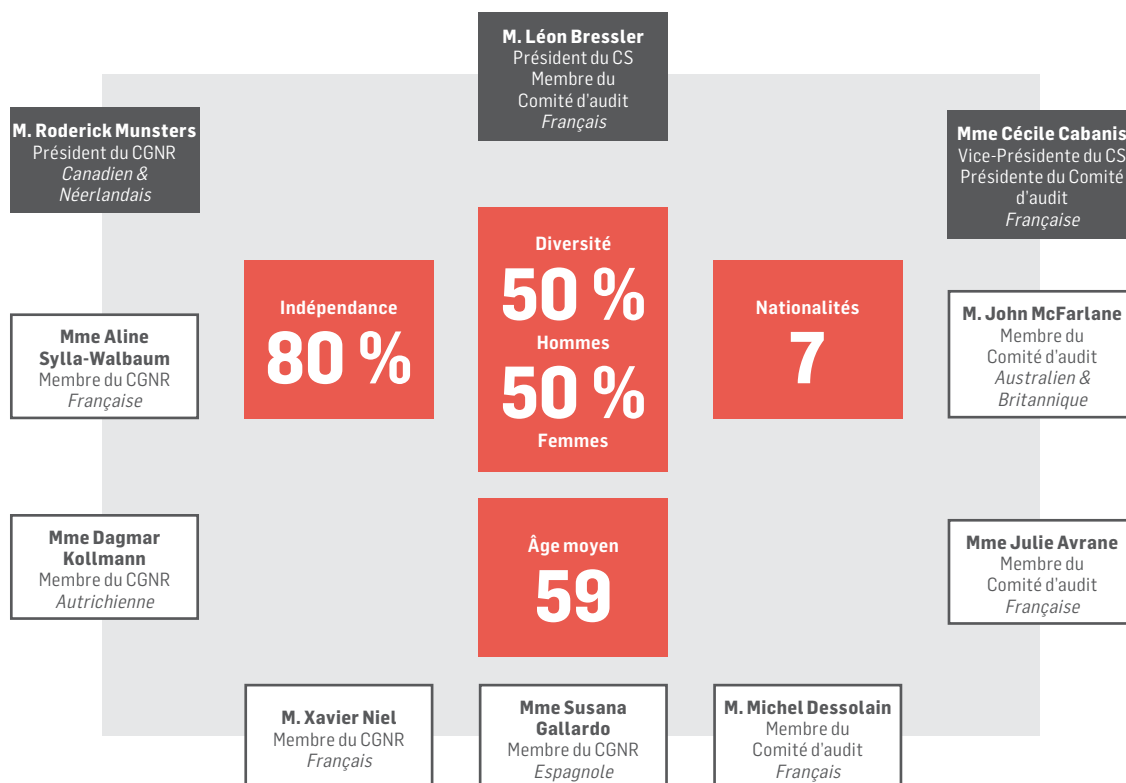 M. Léon Bressler
Président du CS
Membre du
Comité d'audit
Français
M. Roderick Munsters
Président du CGNR
Canadien &
Néerlandais
Mme Cécile Cabanis
Vice-Présidente du CS
Présidente du Comité
d'audit
Française
Diversité
50 %
Hommes
50 %
Femmes
Indépendance
80 %
Nationalités
7
Mme Aline
Sylla-Walbaum
Membre du CGNR
Française
M. John McFarlane
Membre du
Comité d'audit
Australien &
Britannique
Mme Dagmar
Kollmann
Membre du CGNR
Autrichienne
Âge moyen
59
Mme Julie Avrane
Membre du
Comité d'audit
Française
M. Xavier Niel
Membre du CGNR
Français
Mme Susana
Gallardo
Membre du CGNR
Espagnole
M. Michel Dessolain
Membre du
Comité d'audit
Français